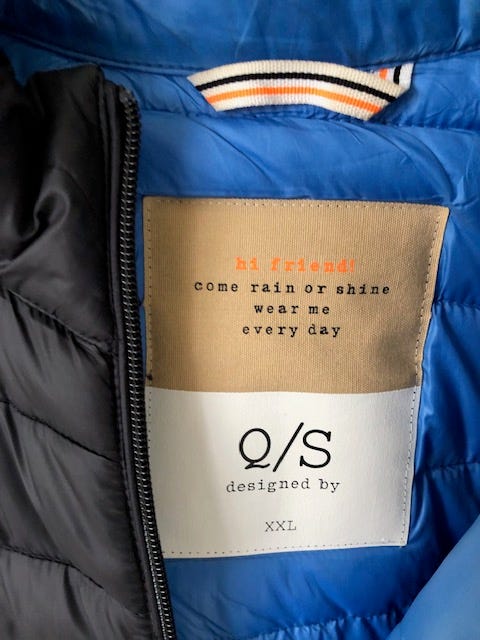 hi friend!
come rain or shine
wear me
every day
Q/S
designed by
XXL